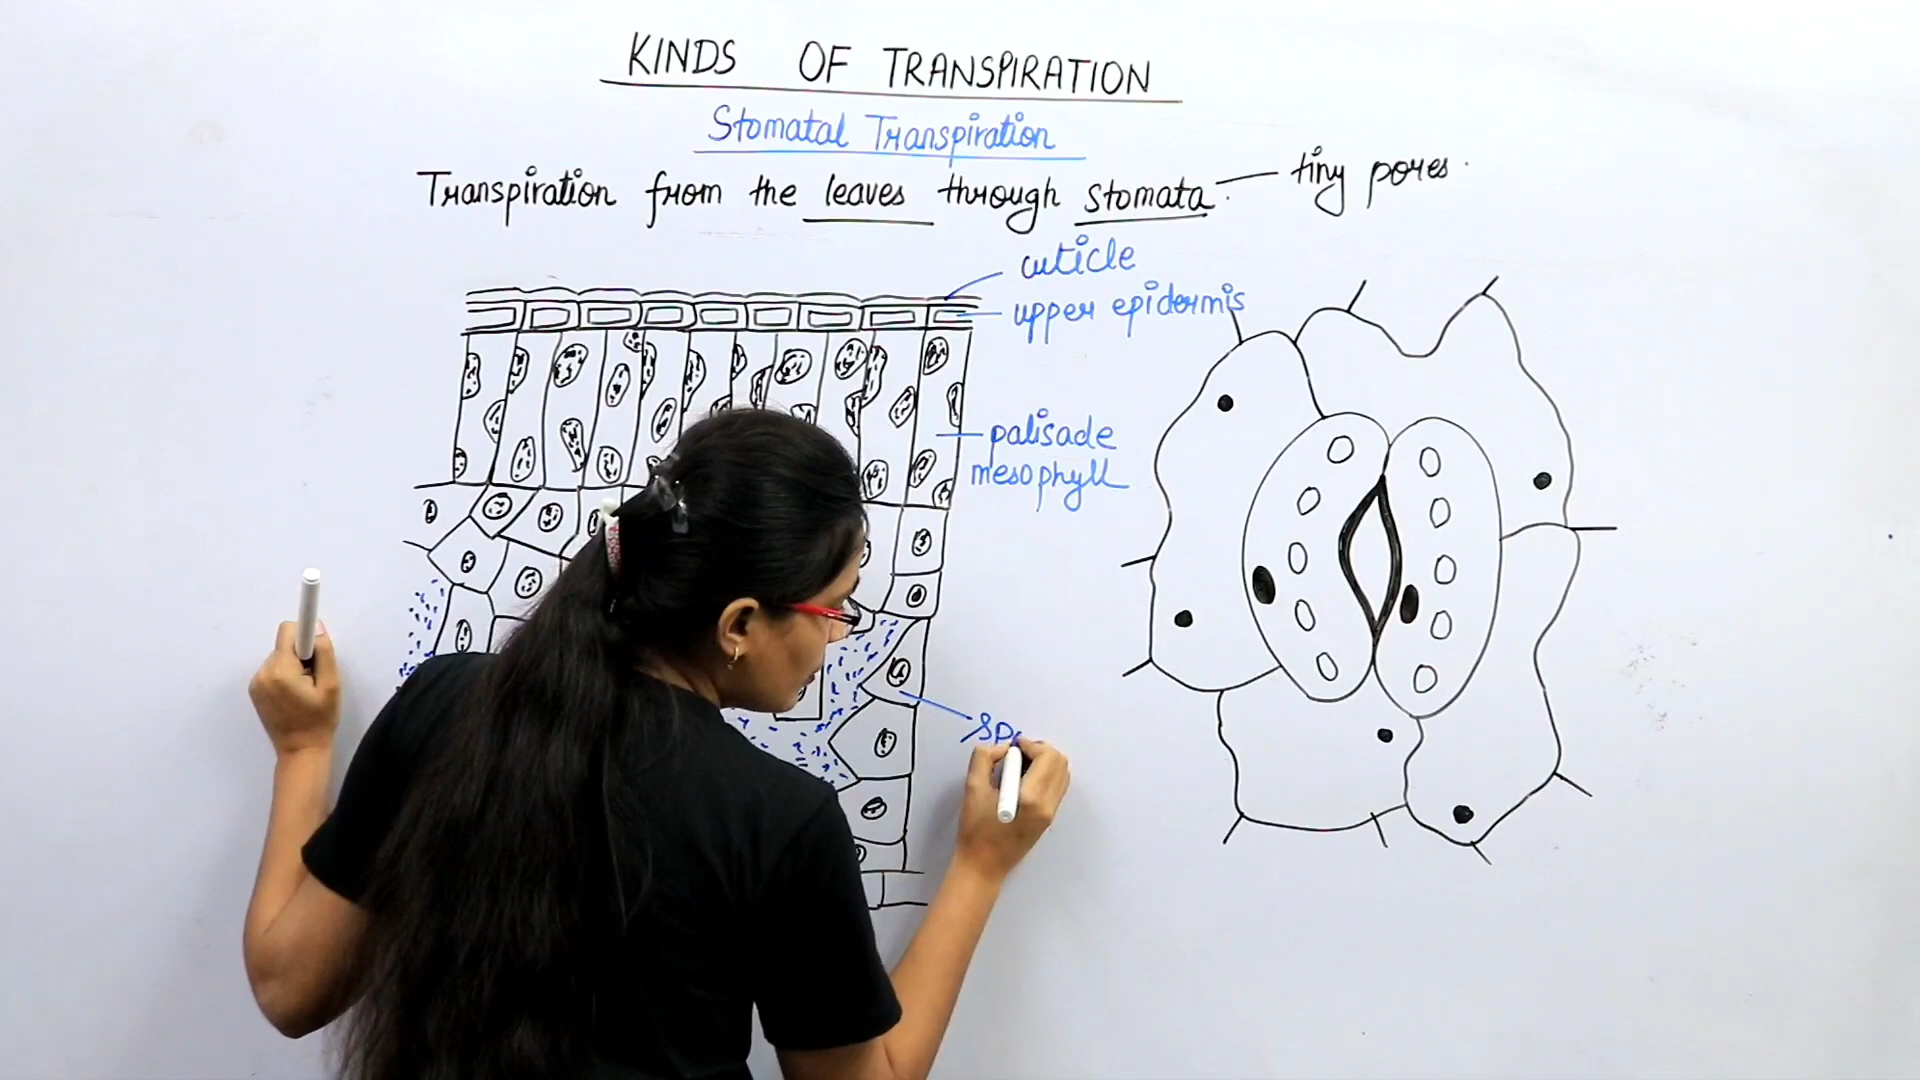 KINDS OF TRANSPIRATION
Stomatal Transpiration
Transpiration from the leaves through stomata — tiny pores.
cuticle
upper epidermis
palisade
mesophyll